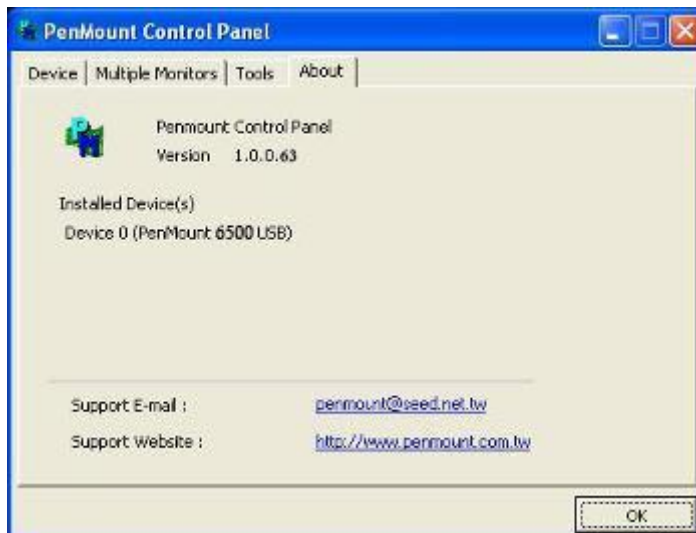 PenMount Control Panel
Device Multiple Monitors Tools About
Penmount Control Panel
Version 1.0.0.63
Installed Device(s)
Device 0 (PenMount 6500 USB)
Support E-mail : penmount@seed.net.tw
Support Website : http://www.penmount.com.tw
OK